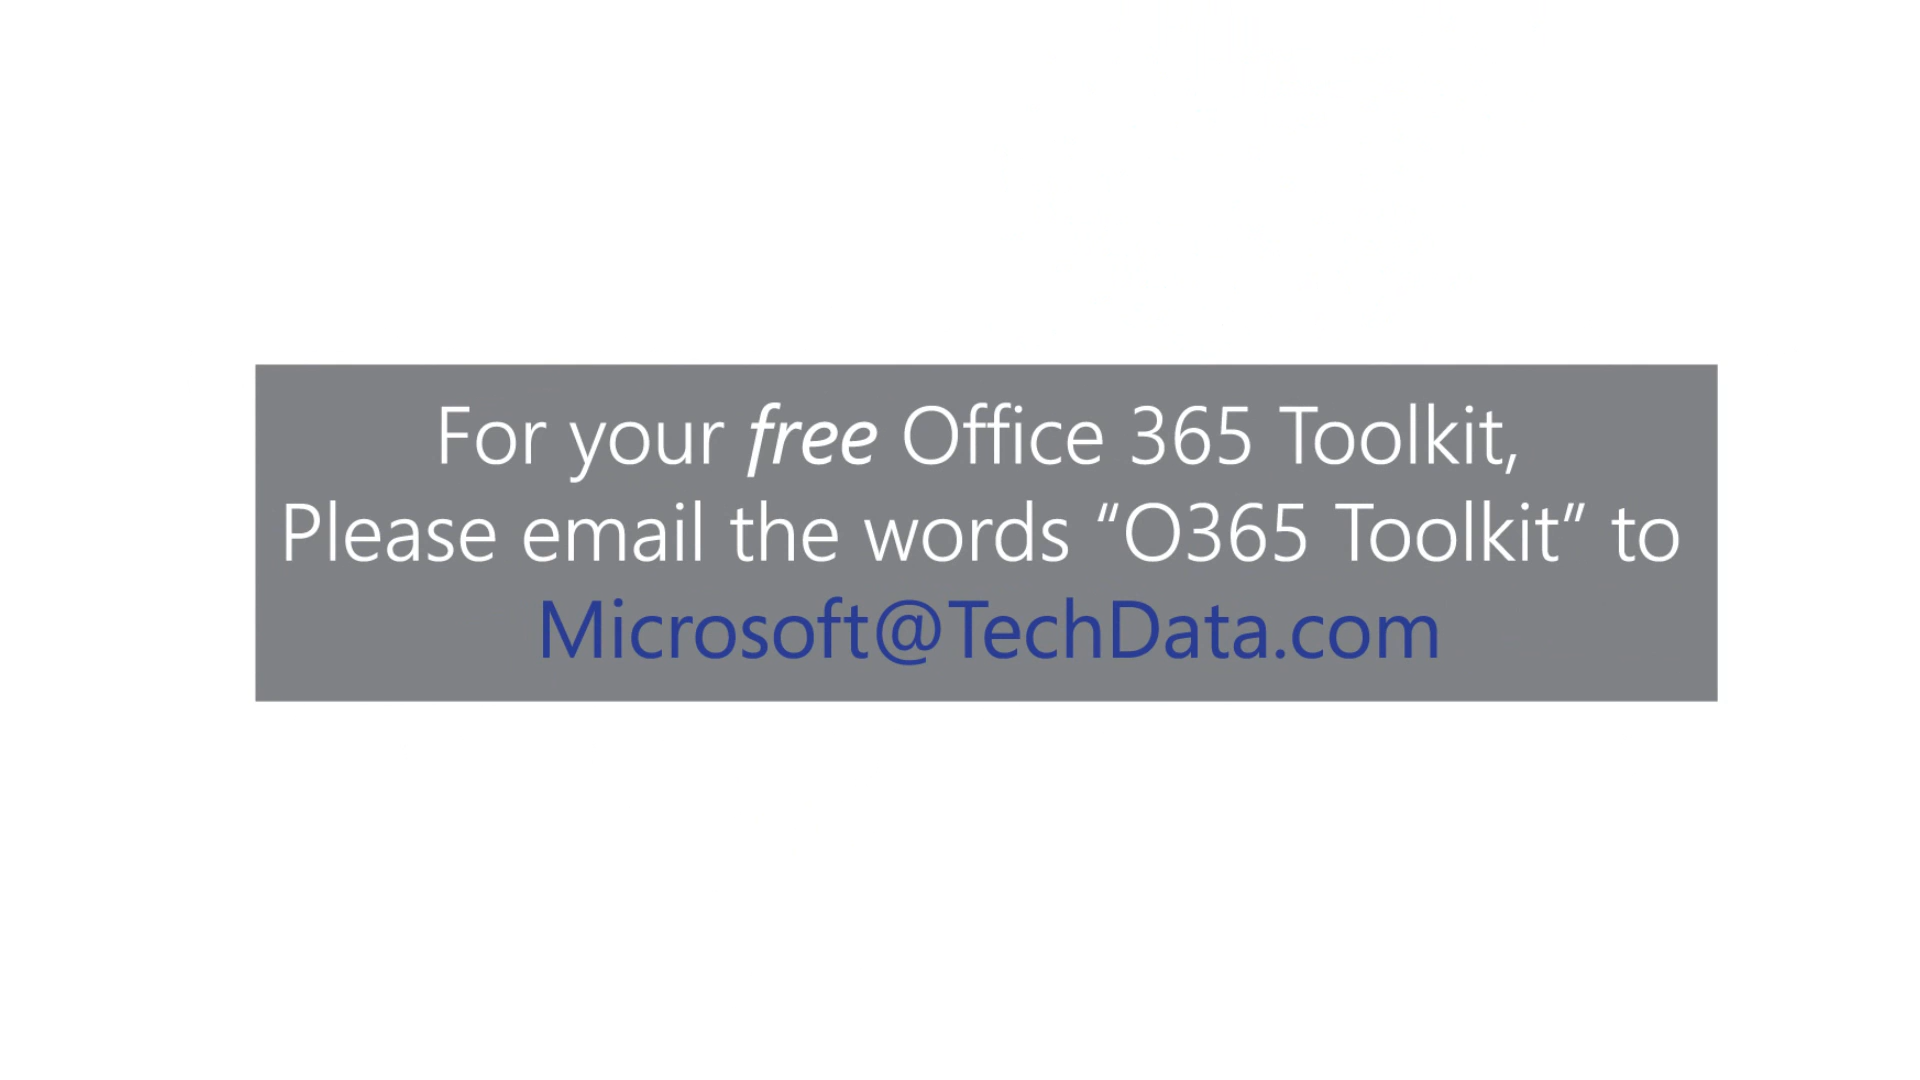 For your free Office 365 Toolkit,
Please email the words “O365 Toolkit” to
Microsoft@TechData.com